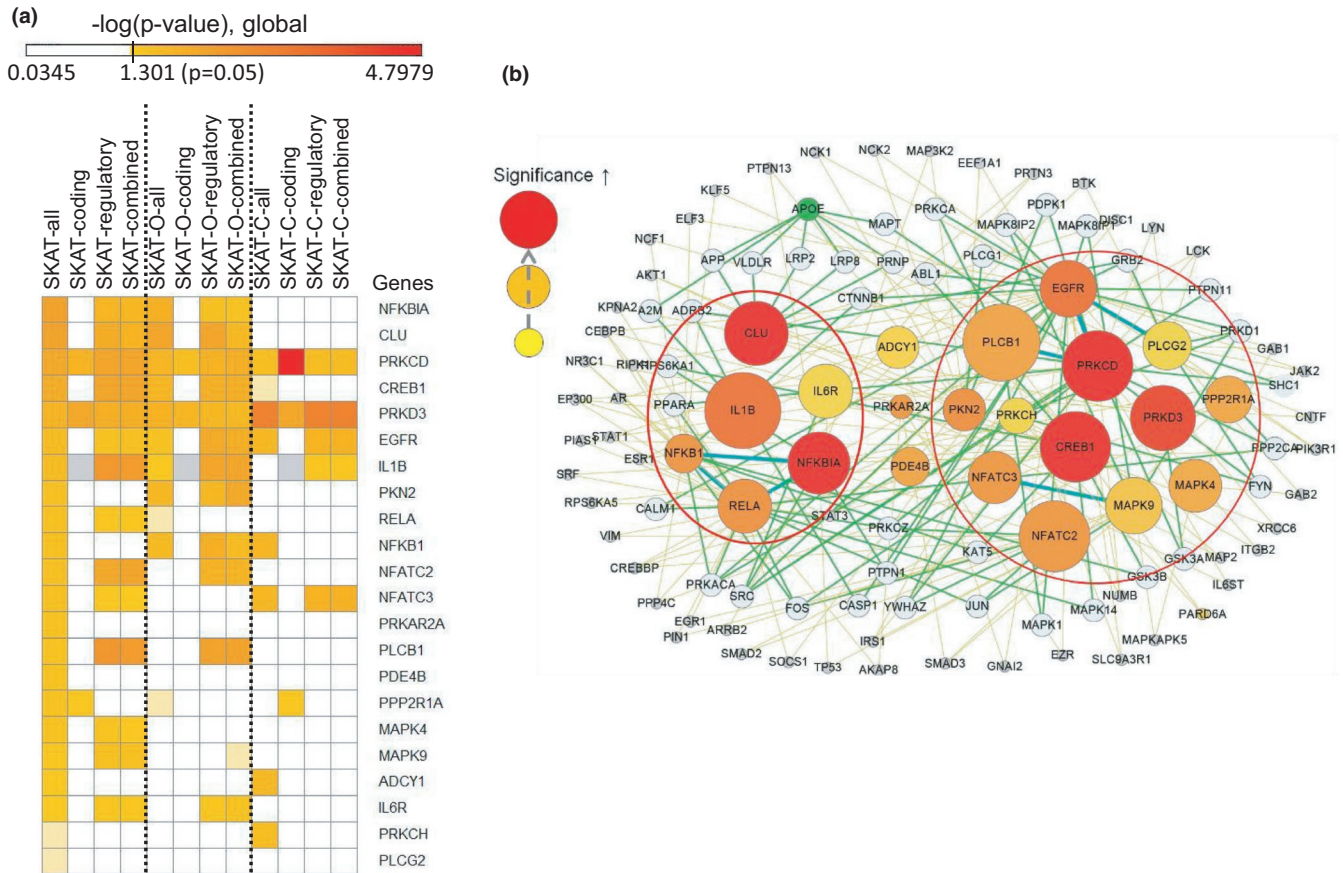 (a)
-log(p-value), global
0.0345 1.301 (p=0.05) 4.7979
SKAT-all
SKAT-coding
SKAT-regulatory
SKAT-combined
SKAT-O-all
SKAT-O-coding
SKAT-O-regulatory
SKAT-O-combined
SKAT-C-all
SKAT-C-coding
SKAT-C-regulatory
SKAT-C-combined
Genes
NFKBIA
CLU
PRKCD
CREB1
PRKD3
EGFR
IL1B
PKN2
RELA
NFKB1
NFATC2
NFATC3
PRKAR2A
PLCB1
PDE4B
PPP2R1A
MAPK4
MAPK9
ADCY1
IL6R
PRKCH
PLCG2
(b)
Significance ↑
NCK1
NCK2
MAP3K2
EEF1A1
PTPN13
PRTN3
KLF5
BTK
APOE
PRKCA
PDPK1
ELF3
MAPT
MAPK8IP2
MAPK8IP1
DISC1
LYN
NCF1
APP
VLDLR
LRP2
LRP8
PRNP
ABL1
PLCG1
GRB2
LCK
AKT1
CTNNB1
EGFR
PTPN11
KPNA2
A2M
ADRB2
CEBPB
CLU
ADCY1
PLCB1
PLCG2
PRKD1
GAB1
NR3C1
RIPK1
RPS6KA1
PRKCD
JAK2
SHC1
EP300
AR
PPARA
IL6R
IL1B
PRKAR2A
PKN2
PRKCH
PRKD3
PPP2R1A
CNTF
PIAS1
STAT1
CREB1
PPP2CA
PIK3R1
ESR1
NFKB1
NFKBIA
PDE4B
NFATC3
MAPK4
SRF
FYN
GAB2
RPS6KA5
CALM1
RELA
STAT3
MAPK9
PRKCZ
NFATC2
XRCC6
VIM
KAT5
ITGB2
CREBBP
PRKACA
SRC
PTPN1
GSK3A
MAP2
GSK3B
IL6ST
PPP4C
FOS
CASP1
YWHAZ
JUN
MAPK14
NUMB
PARD6A
EGR1
MAPK1
PIN1
ARRB2
IRS1
MAPKAPK5
SMAD2
SOCS1
TP53
AKAP8
SMAD3
GNAI2
EZR
SLC9A3R1